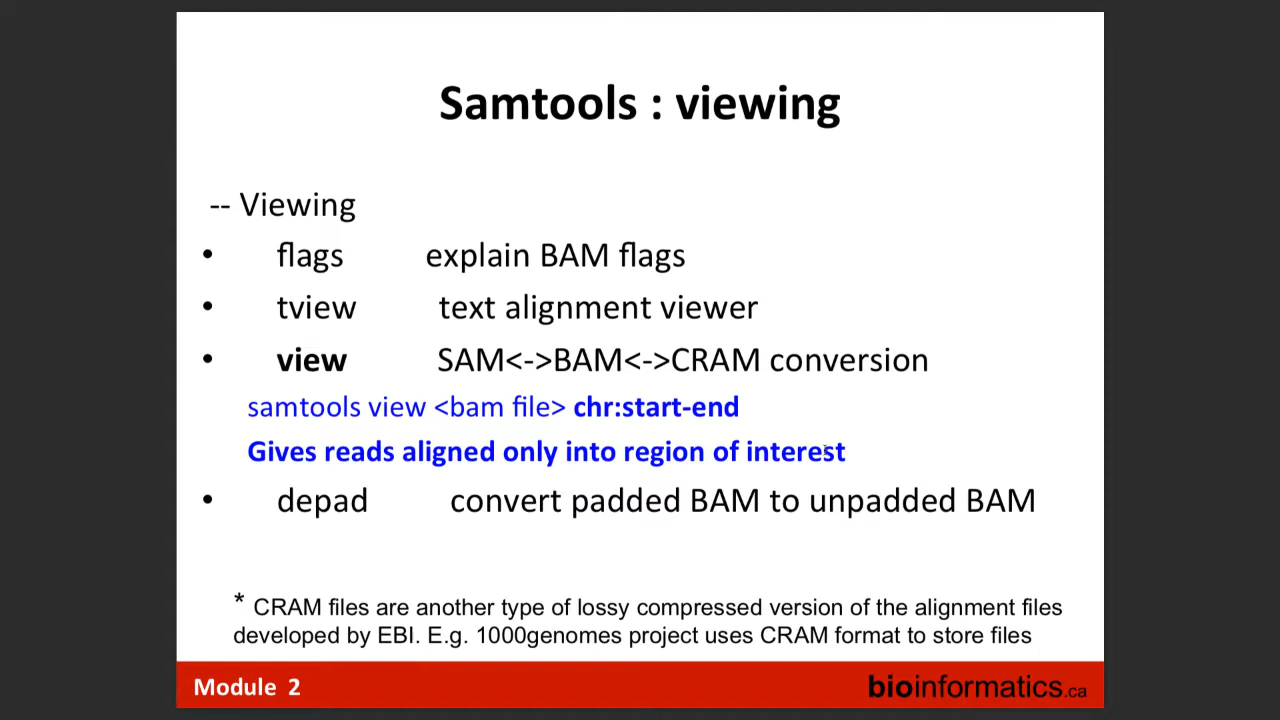 Samtools : viewing
-- Viewing
• flags explain BAM flags
• tview text alignment viewer
• view SAM<->BAM<->CRAM conversion
samtools view <bam file> chr:start-end
Gives reads aligned only into region of interest
• depad convert padded BAM to unpadded BAM
* CRAM files are another type of lossy compressed version of the alignment files
developed by EBI. E.g. 1000genomes project uses CRAM format to store files
Module 2 bioinformatics.ca